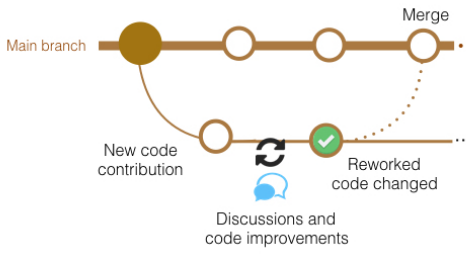 Merge
Main branch
New code
contribution
Reworked
code changed
Discussions and
code improvements